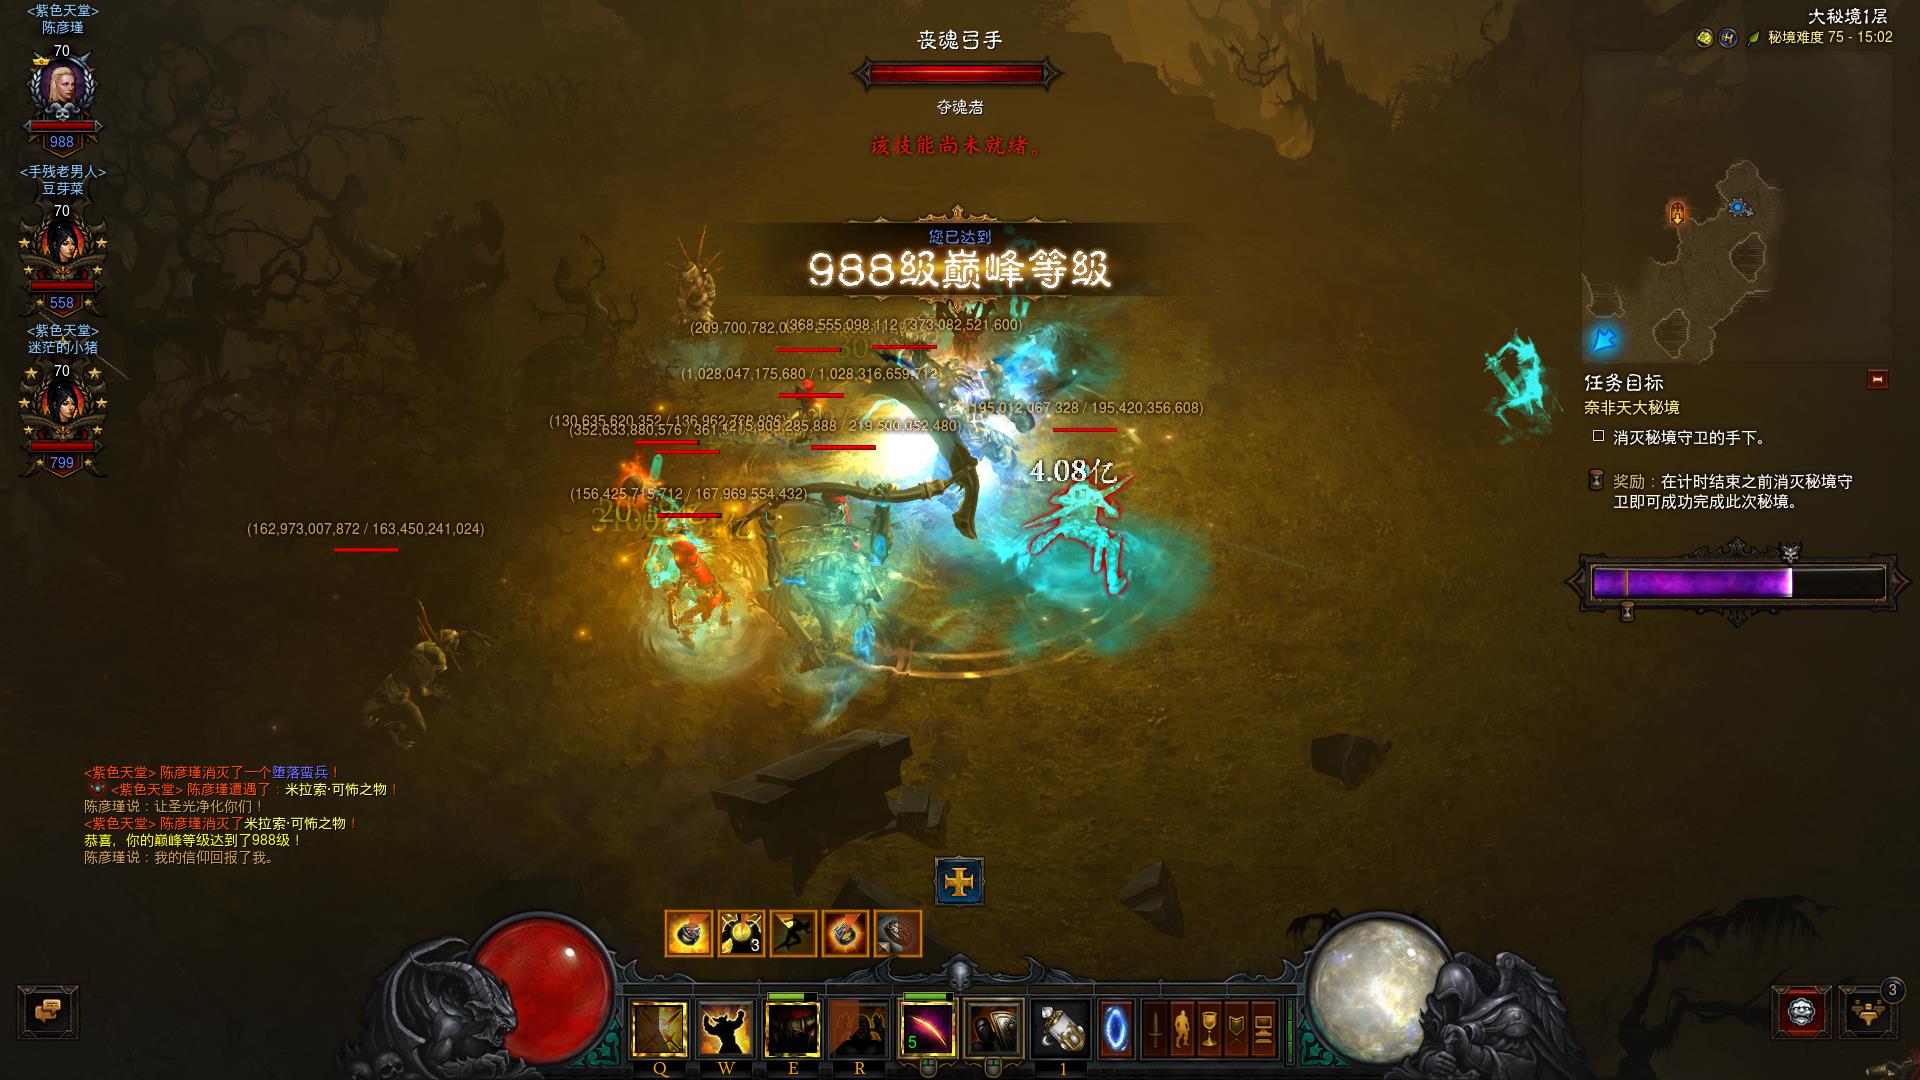 <紫色天堂>
陈彦瑾
70
988
<手残老男人>
豆芽菜
70
558
<紫色天堂>
迷茫的小猪
70
799
丧魂弓手
夺魂者
该技能尚未就绪。
您已达到
988级巅峰等级
(368,555,098,112 / 373,082,521,600)
(1,028,047,175,680 / 1,028,316,659,712)
195,012,067,328 / 195,420,356,608)
(156,425,715,712 / 167,969,554,432)
(162,973,007,872 / 163,450,241,024)
4.08亿
大秘境1层
秘境难度 75 - 15:02
任务目标
奈非天大秘境
消灭秘境守卫的手下。
奖励：在计时结束之前消灭秘境守
卫即可成功完成此次秘境。
<紫色天堂> 陈彦瑾消灭了一个堕落蛮兵！
<紫色天堂> 陈彦瑾遭遇了：米拉索·可怖之物！
陈彦瑾说：让圣光净化你们！
<紫色天堂> 陈彦瑾消灭了米拉索·可怖之物！
恭喜，你的巅峰等级达到了988级！
陈彦瑾说：我的信仰回报了我。
3
5
Q W E R 1
3